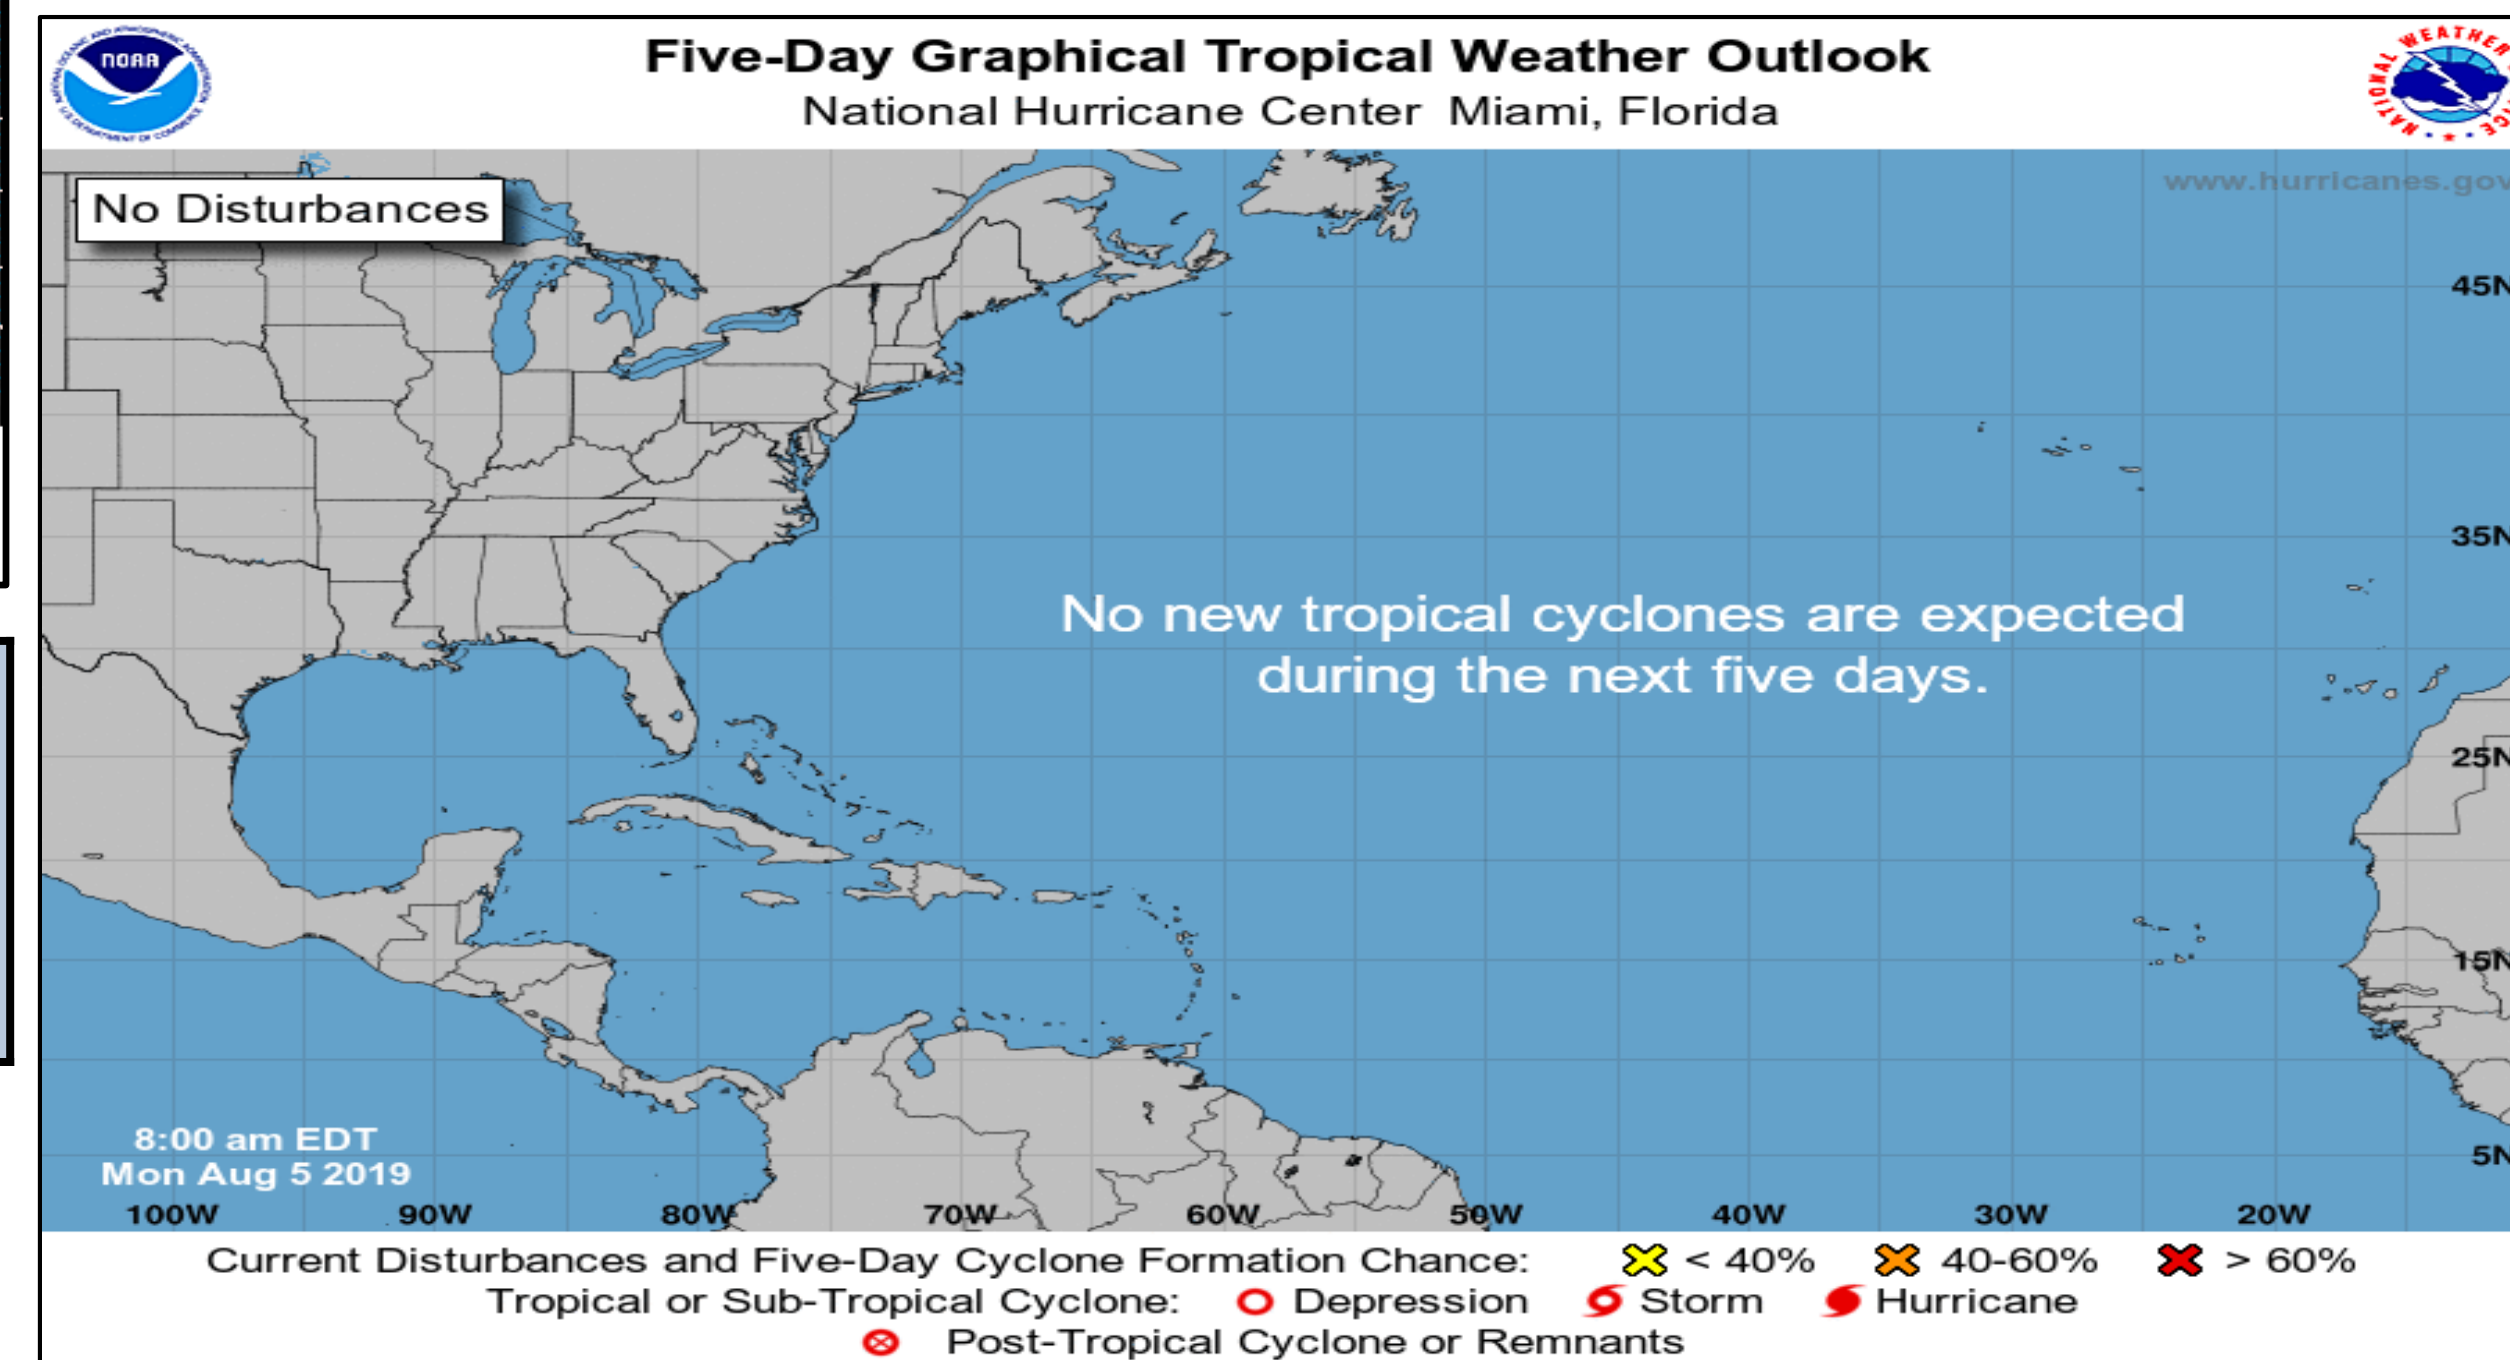 NOAA
Five-Day Graphical Tropical Weather Outlook
National Hurricane Center Miami, Florida
NATIONAL WEATHER
No Disturbances
www.hurricanes.gov
45N
35N
No new tropical cyclones are expected
during the next five days.
25N
15N
5N
8:00 am EDT
Mon Aug 5 2019
100W 90W 80W 70W 60W 50W 40W 30W 20W
Current Disturbances and Five-Day Cyclone Formation Chance: < 40% 40-60% > 60%
Tropical or Sub-Tropical Cyclone: Depression Storm Hurricane
Post-Tropical Cyclone or Remnants